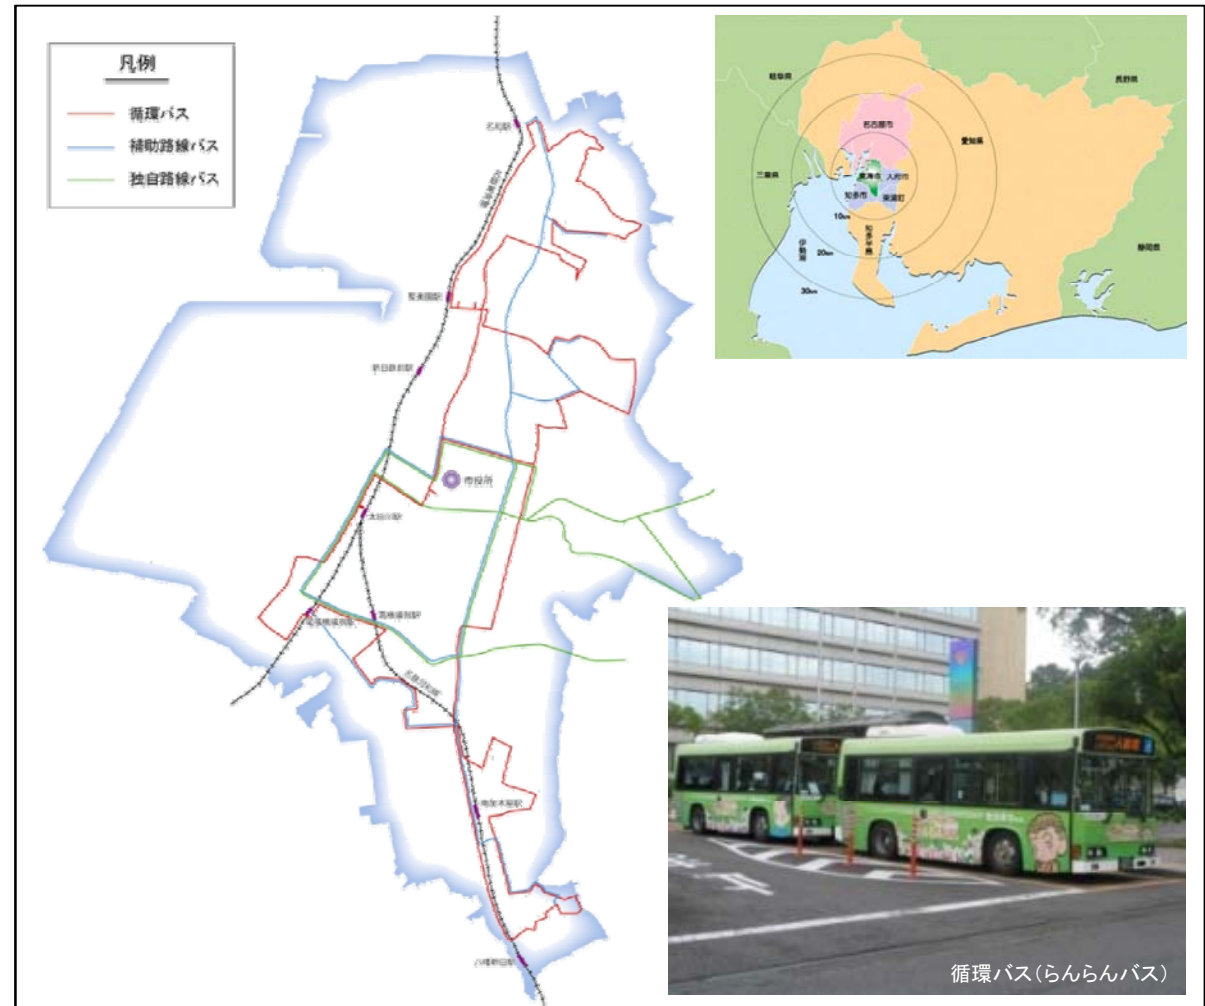 凡例
循環バス
補助路線バス
独自路線バス
名和駅
聚楽園駅
新日鉄前駅
市役所
太田川駅
尾張横須賀駅
高横須賀駅
名鉄河和線
南加木屋駅
八幡新田駅
岐阜県
長野県
名古屋市
愛知県
三重県
東海市
大府市
知多市
東浦町
10km
知多半島
伊勢湾
20km
静岡県
30km
循環バス(らんらんバス)